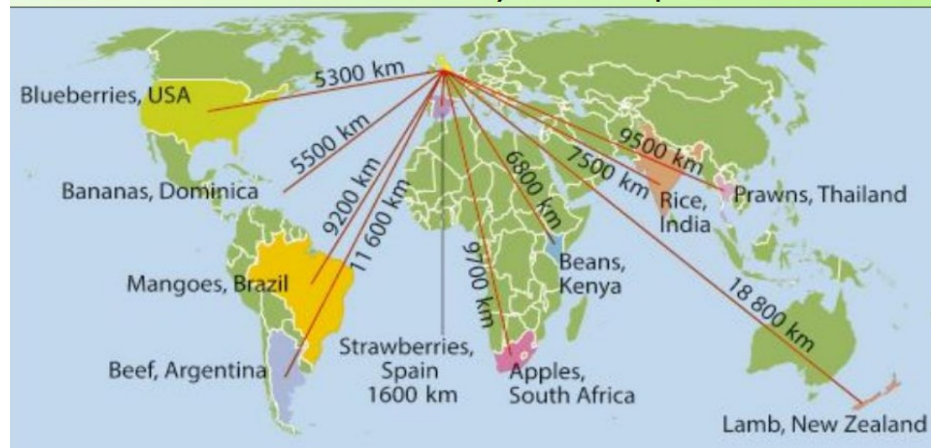 5300 km
Blueberries, USA
5500 km
9500 km
6800 km
7500 km
Bananas, Dominica
9200 km
11 600 km
Rice,
India
Prawns, Thailand
Mangoes, Brazil
9700 km
Beans,
Kenya
18 800 km
Strawberries,
Spain
1600 km
Beef, Argentina
Apples,
South Africa
Lamb, New Zealand